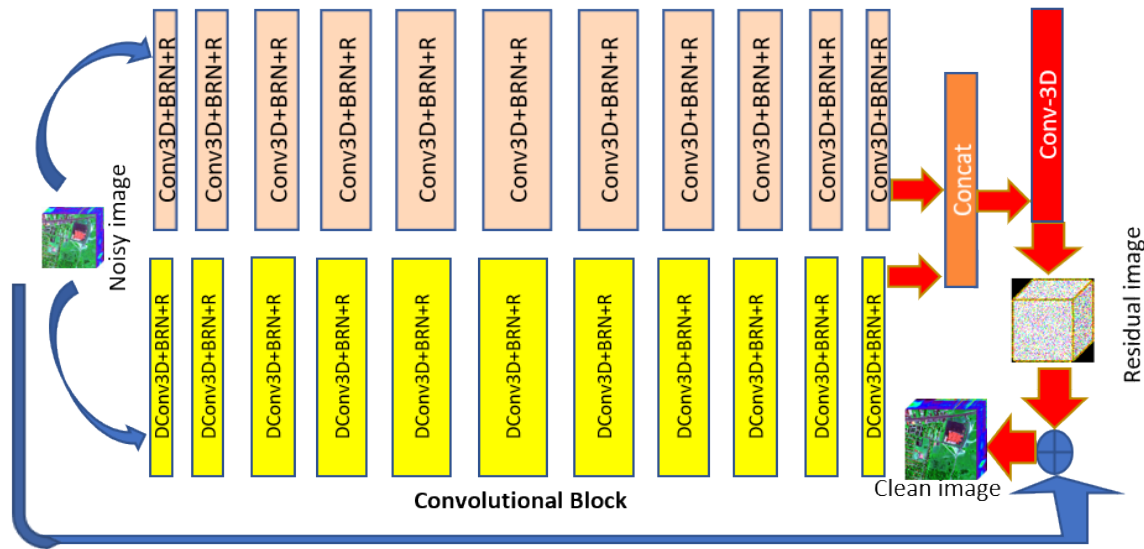 Noisy image
Conv3D+BRN+R
Conv3D+BRN+R
Conv3D+BRN+R
Conv3D+BRN+R
Conv3D+BRN+R
Conv3D+BRN+R
Conv3D+BRN+R
Conv3D+BRN+R
Conv3D+BRN+R
Conv3D+BRN+R
Conv3D+BRN+R
DConv3D+BRN+R
DConv3D+BRN+R
DConv3D+BRN+R
DConv3D+BRN+R
DConv3D+BRN+R
DConv3D+BRN+R
DConv3D+BRN+R
DConv3D+BRN+R
DConv3D+BRN+R
DConv3D+BRN+R
DConv3D+BRN+R
Concat
Conv-3D
Residual image
Clean image
Convolutional Block